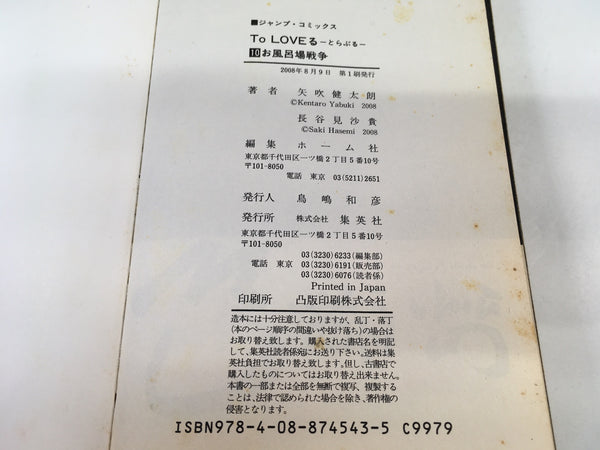 ■ジャンプ・コミックス
To LOVEる―とらぶる―
10お風呂場戦争
2008年8月9日 第1刷発行
著者 矢吹健太朗
©Kentaro Yabuki 2008
長谷見沙貴
©Saki Hasemi 2008
編集 ホーム社
東京都千代田区一ツ橋2丁目5番10号
〒101-8050
電話 東京 03(5211)2651
発行人 鳥嶋和彦
発行所 株式会社 集英社
東京都千代田区一ツ橋2丁目5番10号
〒101-8050
03(3230)6233(編集部)
電話 東京 03(3230)6191(販売部)
03(3230)6076(読者係)
Printed in Japan
印刷所 凸版印刷株式会社
造本には十分注意しておりますが、乱丁・落丁
(本のページ順序の間違いや抜け落ち)の場合は
お取り替え致します。購入された書店名を明記
して、集英社読者係宛にお送り下さい。送料は集
英社負担でお取り替え致します。但し、古書店で
購入したものについてはお取り替え出来ません。
本書の一部または全部を無断で複写、複製する
ことは、法律で認められた場合を除き、著作権の
侵害となります。
ISBN978-4-08-874543-5 C9979